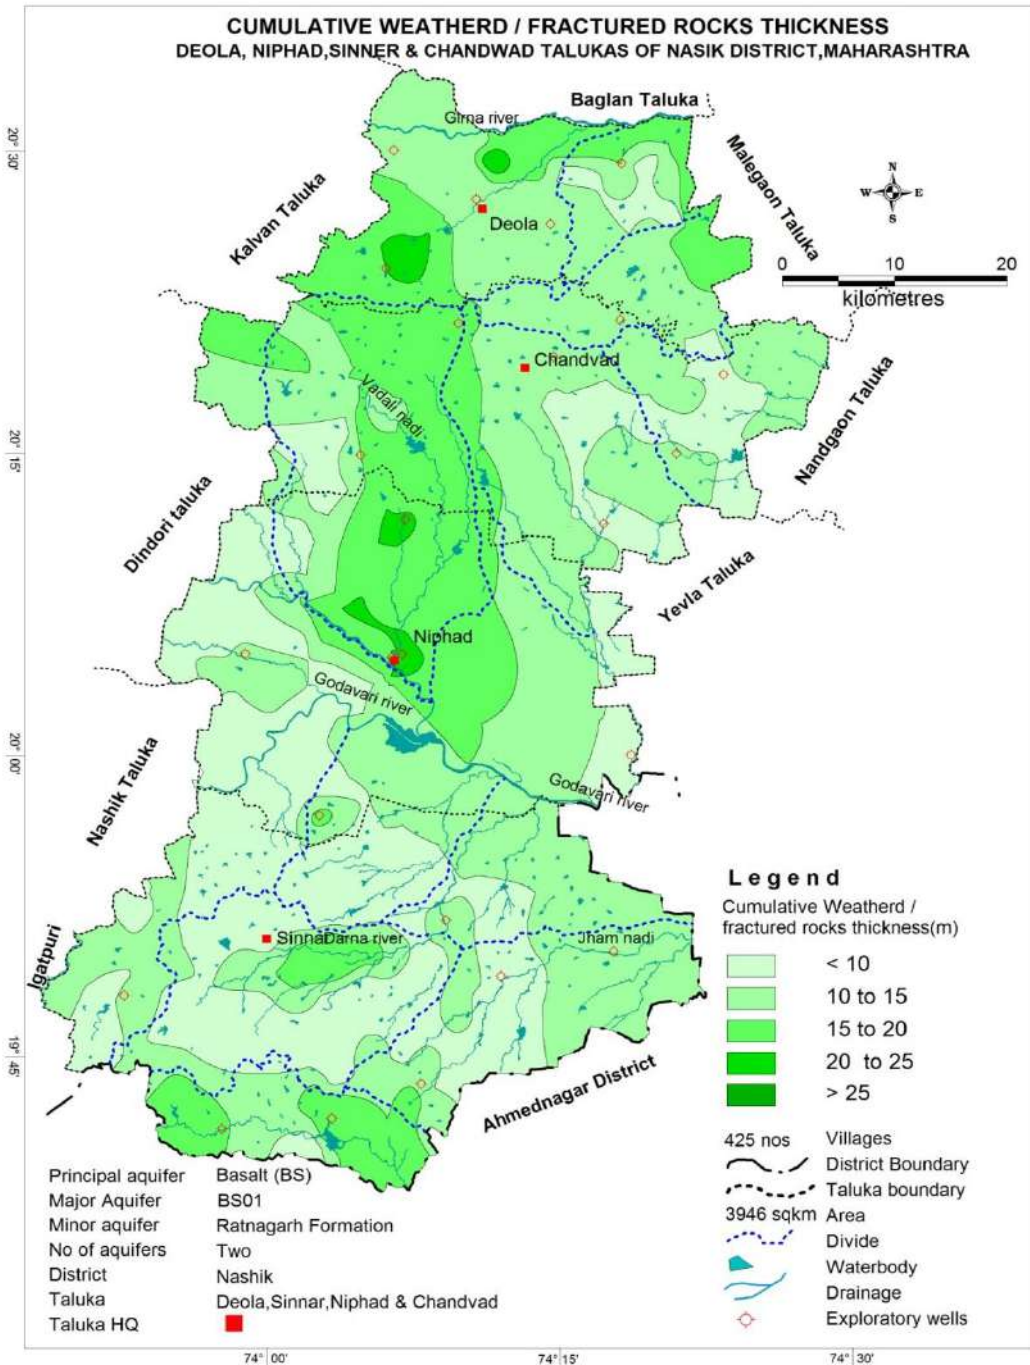 CUMULATIVE WEATHERD / FRACTURED ROCKS THICKNESS
DEOLA, NIPHAD,SINNER & CHANDWAD TALUKAS OF NASIK DISTRICT,MAHARASHTRA
Baglan Taluka
Girna river
20° 30'
Malegaon Taluka
N
W E
S
Kalvan Taluka
Deola
0 10 20
kilometres
Chandvad
Vadali nadi
Nandgaon Taluka
20° 15'
Dindori taluka
Yevla Taluka
Niphad
Godavari river
20° 00'
Nashik Taluka
Godavari river
Legend
Cumulative Weatherd /
fractured rocks thickness(m)
< 10
10 to 15
15 to 20
20 to 25
> 25
Sinna
Darna river
Jham nadi
Igatpuri
19° 45'
Ahmednagar District
425 nos Villages
District Boundary
Taluka boundary
3946 sqkm Area
Divide
Waterbody
Drainage
Exploratory wells
Principal aquifer Basalt (BS)
Major Aquifer BS01
Minor aquifer Ratnagarh Formation
No of aquifers Two
District Nashik
Taluka Deola,Sinnar,Niphad & Chandvad
Taluka HQ
74° 00' 74° 15' 74° 30'